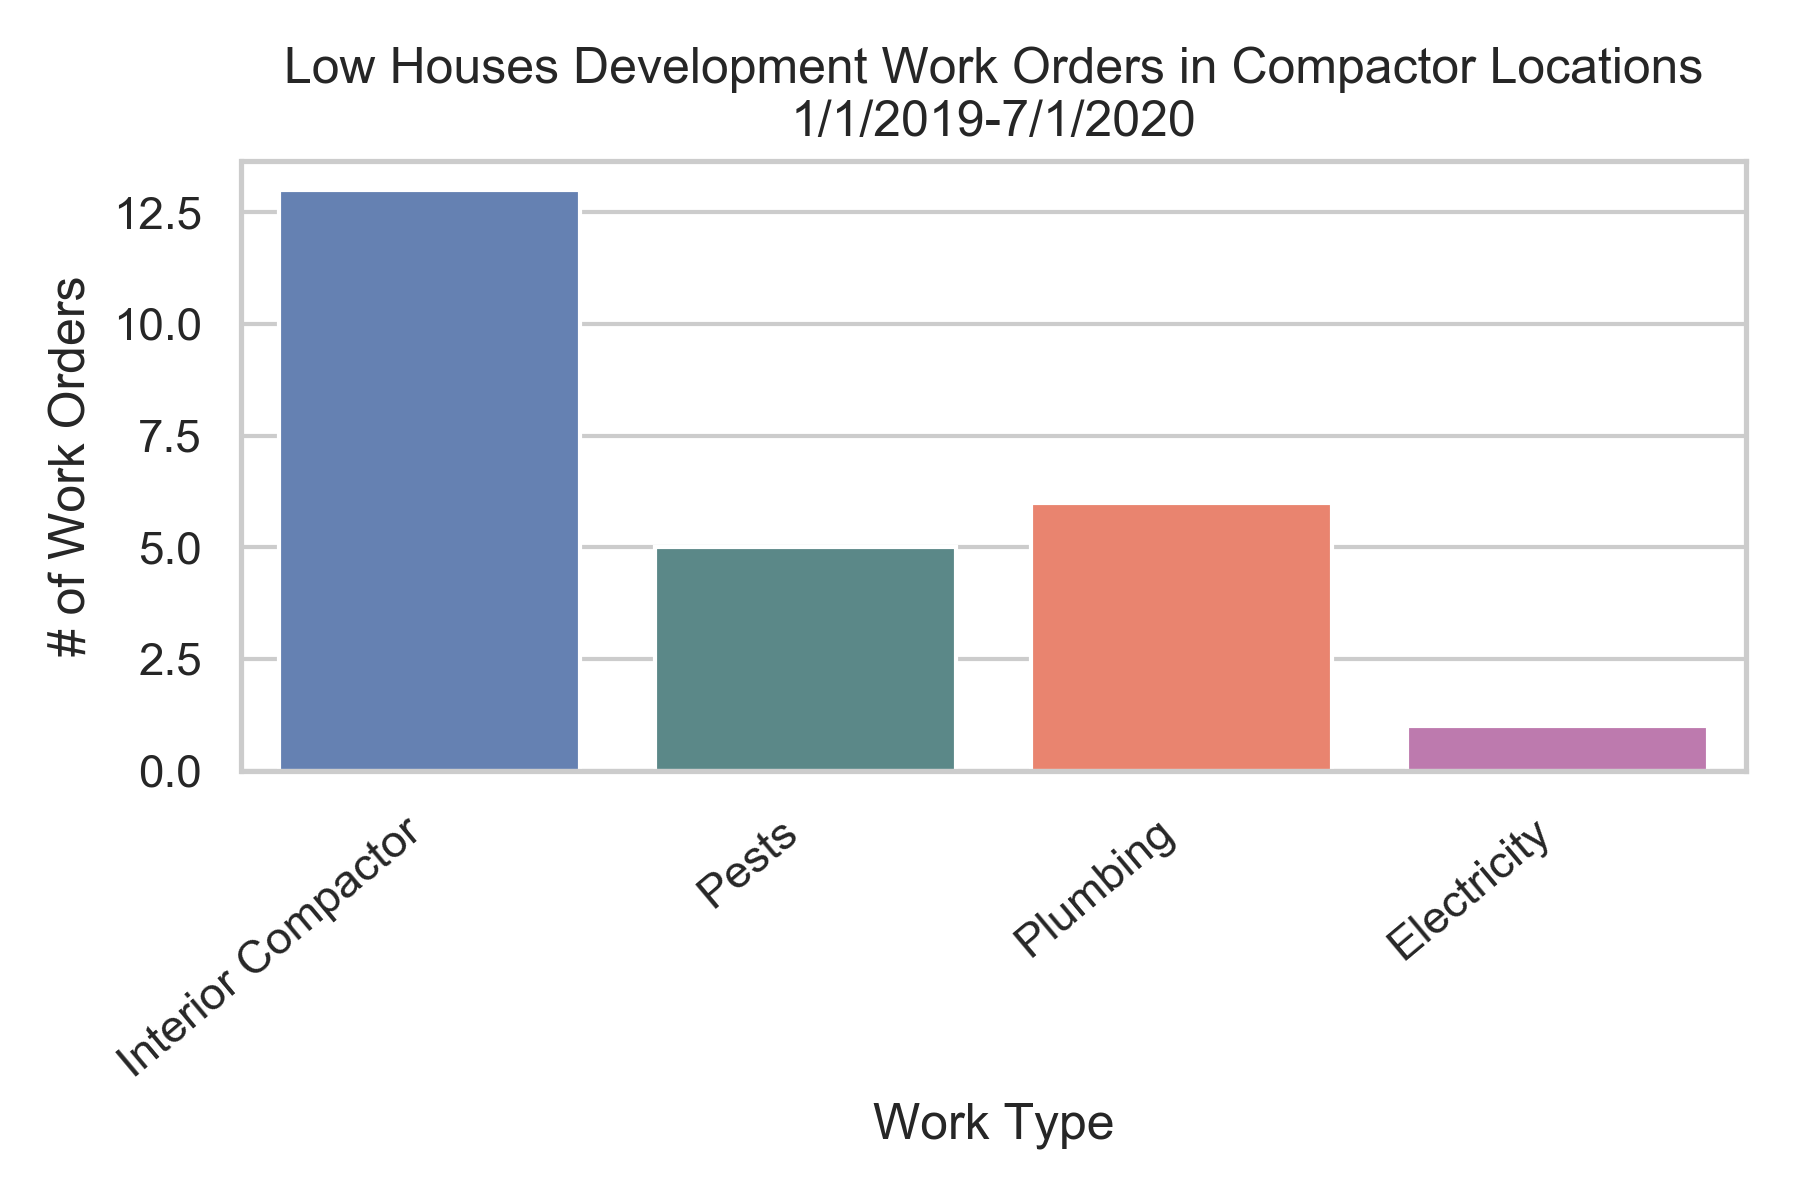 Low Houses Development Work Orders in Compactor Locations
1/1/2019-7/1/2020
# of Work Orders
12.5
10.0
7.5
5.0
2.5
0.0
Interior Compactor
Pests
Plumbing
Electricity
Work Type